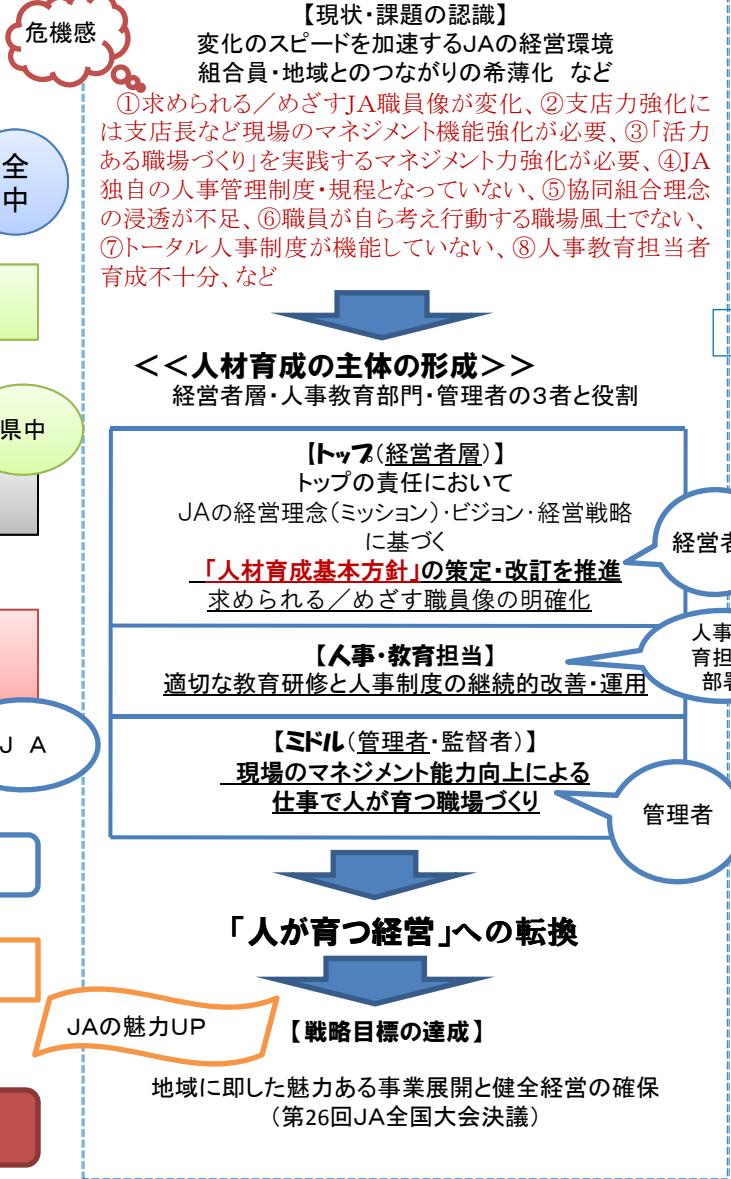 危機感
【現状・課題の認識】
変化のスピードを加速するJAの経営環境
組合員・地域とのつながりの希薄化 など
①求められる／めざすJA職員像が変化、②支店力強化に
は支店長など現場のマネジメント機能強化が必要、③「活力
ある職場づくり」を実践するマネジメント力強化が必要、④JA
独自の人事管理制度・規程となっていない、⑤協同組合理念
の浸透が不足、⑥職員が自ら考え行動する職場風土でない、
⑦トータル人事制度が機能していない、⑧人事教育担当者
育成不十分、など
全
中
＜＜人材育成の主体の形成＞＞
経営者層・人事教育部門・管理者の３者と役割
県中
【トップ（経営者層）】
トップの責任において
JAの経営理念（ミッション）・ビジョン・経営戦略
に基づく
「人材育成基本方針」の策定・改訂を推進
求められる／めざす職員像の明確化
経営者
【人事・教育担当】
適切な教育研修と人事制度の継続的改善・運用
人事
育担
部署
J A
【ミドル（管理者・監督者）】
現場のマネジメント能力向上による
仕事で人が育つ職場づくり
管理者
「人が育つ経営」への転換
JAの魅力UP
【戦略目標の達成】
地域に即した魅力ある事業展開と健全経営の確保
（第26回JA全国大会決議）